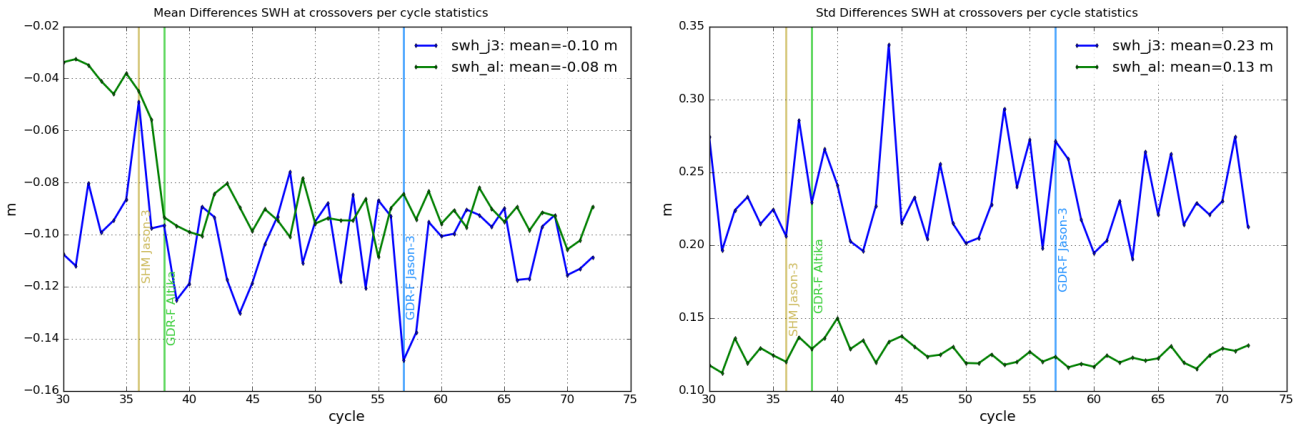 Mean Differences SWH at crossovers per cycle statistics
−0.02
−0.04
−0.06
−0.08
−0.10
−0.12
−0.14
−0.16
m
swh_j3: mean=-0.10 m
swh_al: mean=-0.08 m
SHM Jason-3
GDR-F Altika
GDR-F Jason-3
30 35 40 45 50 55 60 65 70 75
cycle
Std Differences SWH at crossovers per cycle statistics
0.35
0.30
0.25
0.20
0.15
0.10
m
swh_j3: mean=0.23 m
swh_al: mean=0.13 m
SHM Jason-3
GDR-F Altika
GDR-F Jason-3
30 35 40 45 50 55 60 65 70 75
cycle